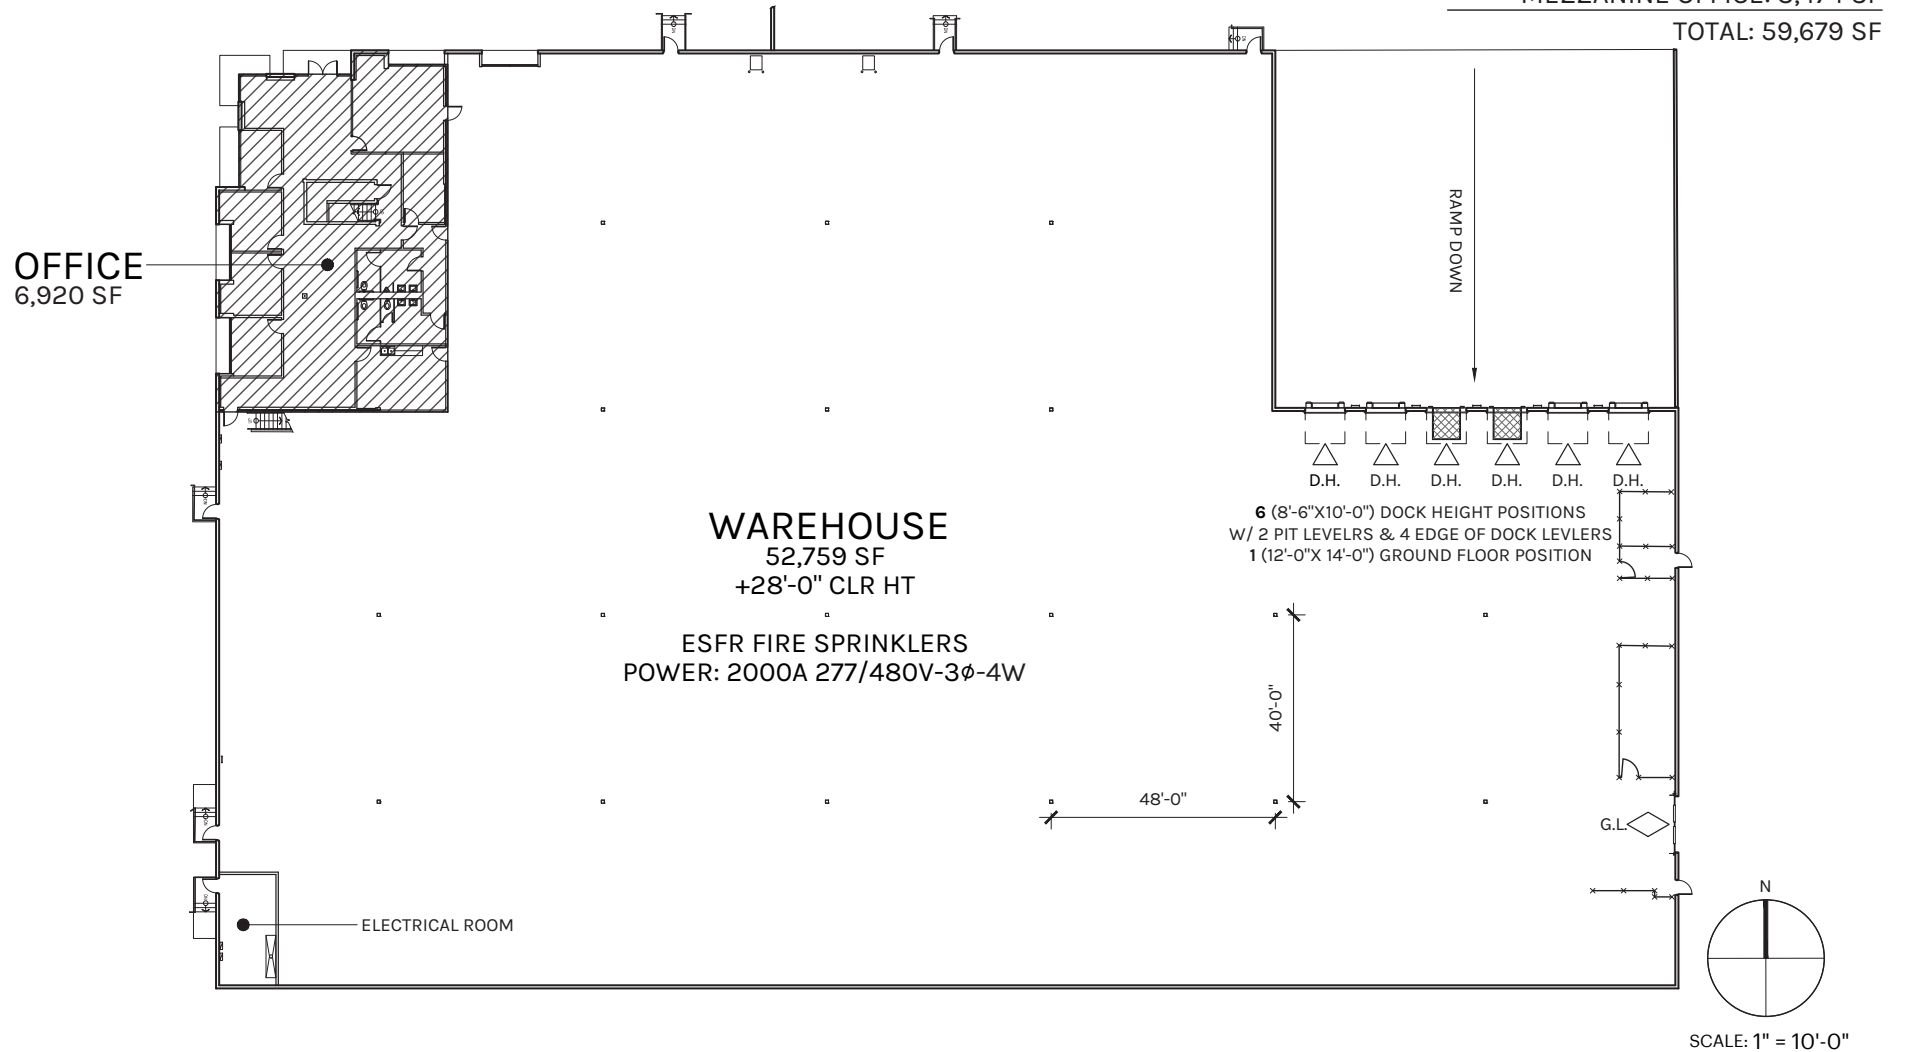 TOTAL: 59,679 SF
OFFICE
6,920 SF
RAMP DOWN
D.H. D.H. D.H. D.H. D.H. D.H.
6 (8'-6"X10'-0") DOCK HEIGHT POSITIONS
W/ 2 PIT LEVELRS & 4 EDGE OF DOCK LEVLERS
1 (12'-0"X 14'-0") GROUND FLOOR POSITION
WAREHOUSE
52,759 SF
+28'-0" CLR HT
ESFR FIRE SPRINKLERS
POWER: 2000A 277/480V-3ø-4W
40'-0"
48'-0"
G.L.
ELECTRICAL ROOM
N
SCALE: 1" = 10'-0"